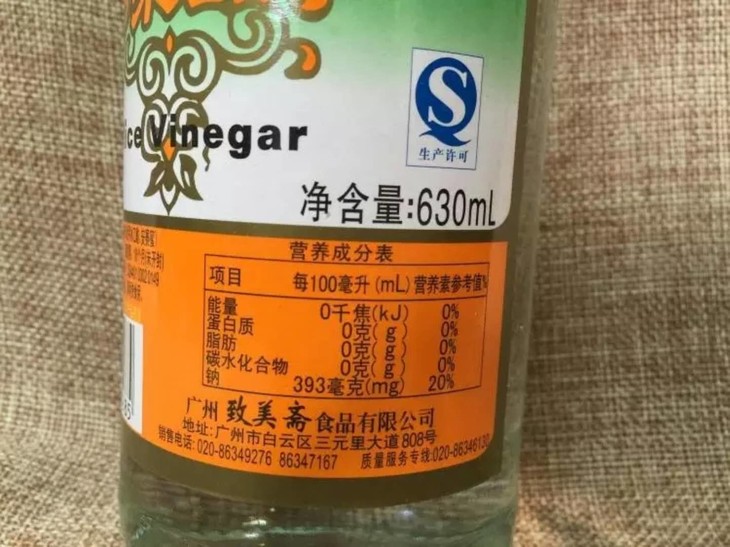 Vinegar
生产许可
净含量:630mL
营养成分表
项目 每100毫升(mL) 营养素参考值%
能量 0千焦(kJ) 0%
蛋白质 0克(g) 0%
脂肪 0克(g) 0%
碳水化合物 0克(g) 0%
钠 393毫克(mg) 20%
广州致美斋食品有限公司
地址:广州市白云区三元里大道808号
销售电话:020-86349276 86347167 质量服务专线:020-86346130